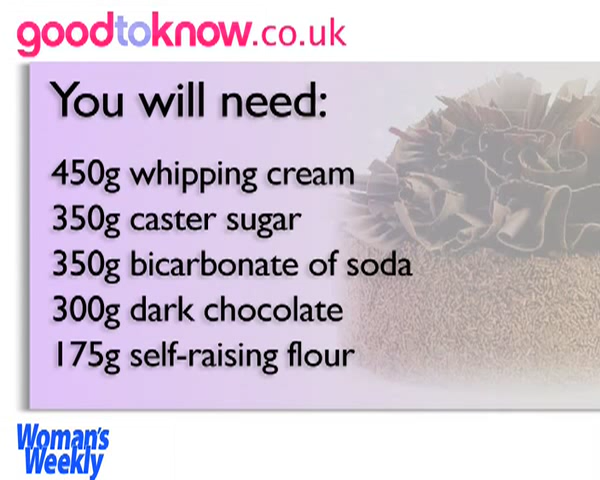 goodtoknow.co.uk
You will need:
450g whipping cream
350g caster sugar
350g bicarbonate of soda
300g dark chocolate
175g self-raising flour
Woman's
Weekly